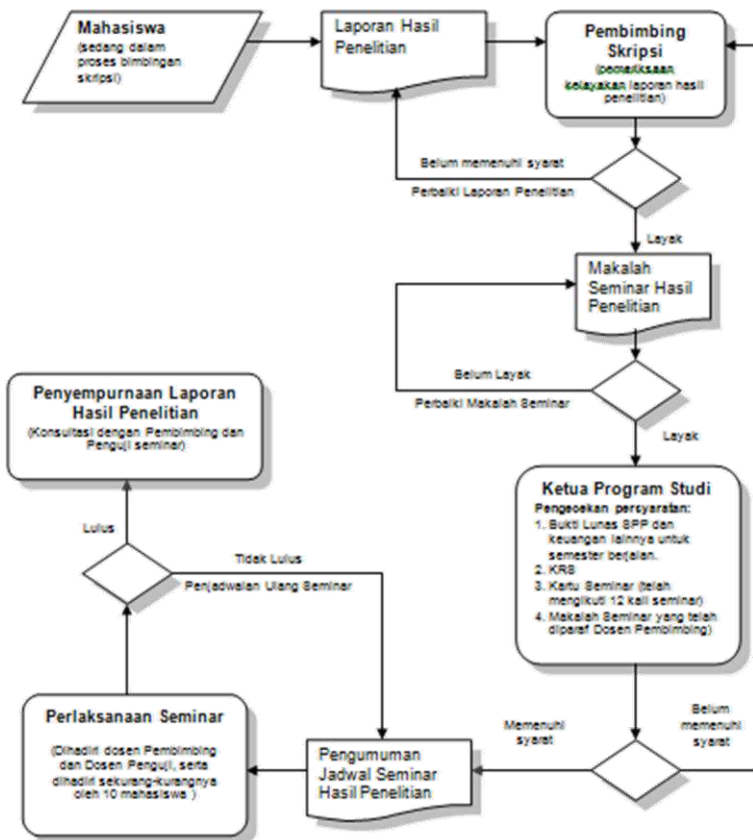 Mahasiswa
(sedang dalam
proses bimbingan
skripsi)
Laporan Hasil
Penelitian
Pembimbing
Skripsi
(pemeriksaan
kelayakan laporan hasil
penelitian)
Belum memenuhi syarat
Perbaiki Laporan Penelitian
Layak
Makalah
Seminar Hasil
Penelitian
Belum Layak
Perbaiki Makalah Seminar
Layak
Ketua Program Studi
Pengecekan persyaratan:
1. Bukti Lunas SPP dan
keuangan lainnya untuk
semester berjalan.
2. KRS
3. Kartu Seminar (telah
mengikuti 12 kali seminar)
4. Makalah Seminar yang telah
diparaf Dosen Pembimbing)
Belum
memenuhi
syarat
Memenuhi
syarat
Pengumuman
Jadwal Seminar
Hasil Penelitian
Perlaksanaan Seminar
(Dihadiri dosen Pembimbing
dan Dosen Penguji, serta
dihadiri sekurang-kurangnya
oleh 10 mahasiswa )
Tidak Lulus
Penjadwalan Ulang Seminar
Lulus
Penyempurnaan Laporan
Hasil Penelitian
(Konsultasi dengan Pembimbing dan
Penguji seminar)